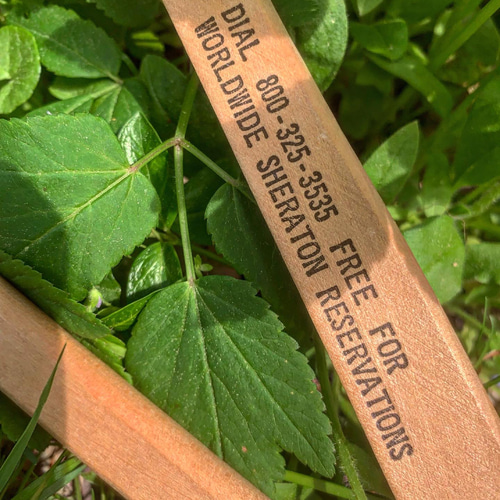 DIAL 800-325-3535 FREE FOR
WORLDWIDE SHERATON RESERVATIONS